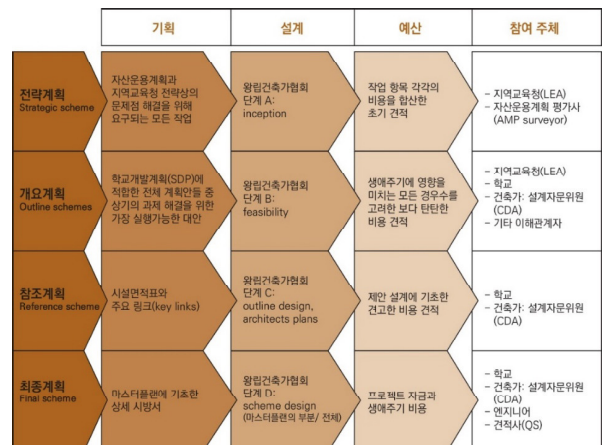 기획
설계
예산
참여 주체
전략계획
Strategic scheme
자산운용계획과
지역교육청 전략상의
문제점 해결을 위해
요구되는 모든 작업
왕립건축가협회
단계 A:
inception
작업 항목 각각의
비용을 합산한
초기 견적
- 지역교육청(LEA)
- 자산운용계획 평가사
(AMP surveyor)
개요계획
Outline schemes
학교개발계획(SDP)에
적합한 전체 계획안들 중
상기의 과제 해결을 위한
가장 실행가능한 대안
왕립건축가협회
단계 B:
feasibility
생애주기에 영향을
미치는 모든 경우수를
고려한 보다 탄탄한
비용 견적
- 지역교육청(LEA)
- 학교
- 건축가: 설계자문위원
(CDA)
- 기타 이해관계자
참조계획
Reference scheme
시설면적표와
주요 링크(key links)
왕립건축가협회
단계 C:
outline design,
architects plans
제안 설계에 기초한
견고한 비용 견적
- 학교
- 건축가: 설계자문위원
(CDA)
최종계획
Final scheme
마스터플랜에 기초한
상세 시방서
왕립건축가협회
단계 D:
scheme design
(마스터플랜의 부분/ 전체)
프로젝트 자금과
생애주기 비용
- 학교
- 건축가: 설계자문위원
(CDA)
- 엔지니어
- 견적사(QS)